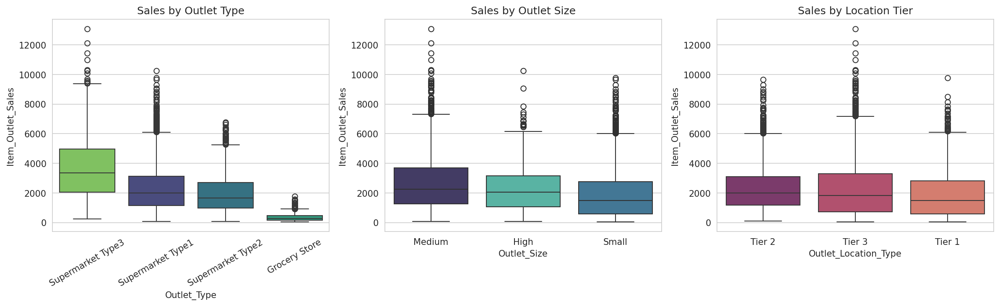 Sales by Outlet Type
Item_Outlet_Sales
12000
10000
8000
6000
4000
2000
0
Supermarket Type3
Supermarket Type1
Supermarket Type2
Grocery Store
Outlet_Type
Sales by Outlet Size
Item_Outlet_Sales
12000
10000
8000
6000
4000
2000
0
Medium
High
Small
Outlet_Size
Sales by Location Tier
Item_Outlet_Sales
12000
10000
8000
6000
4000
2000
0
Tier 2
Tier 3
Tier 1
Outlet_Location_Type